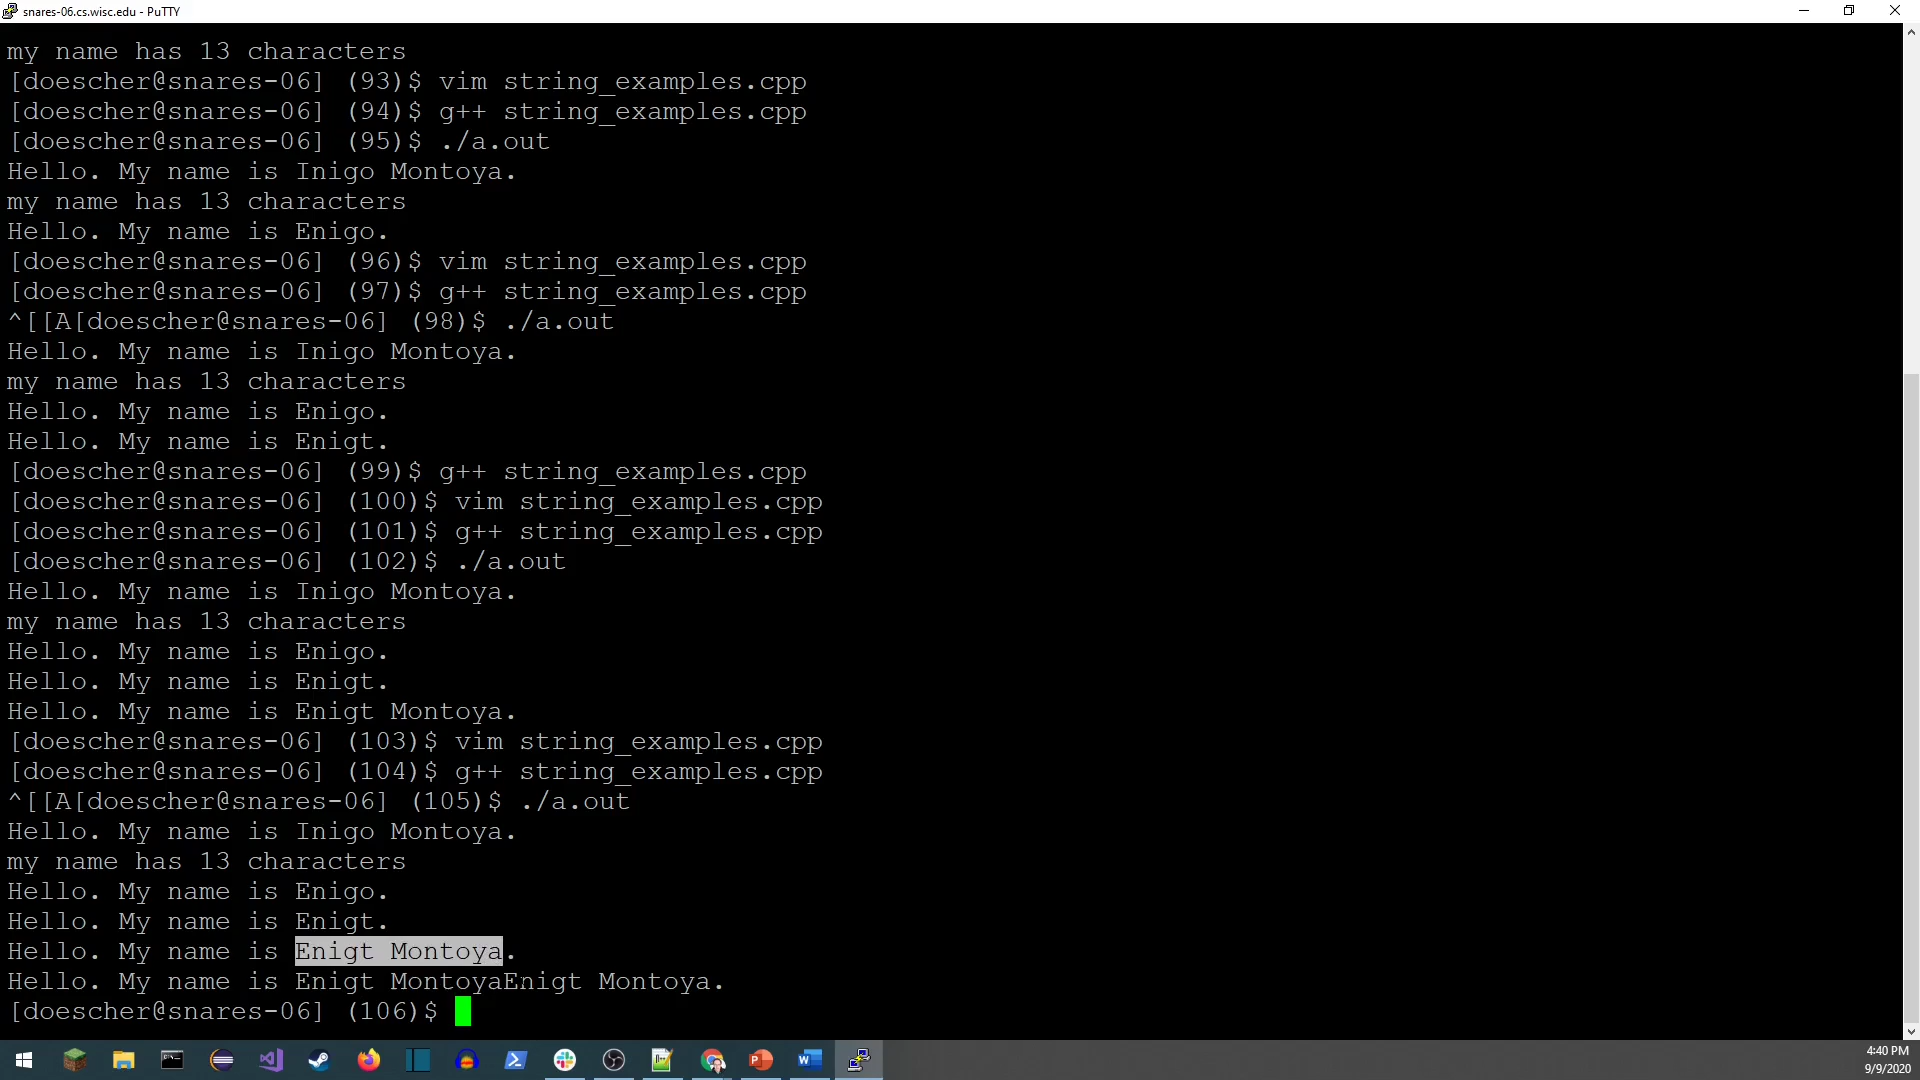 snares-06.cs.wisc.edu - PuTTY
my name has 13 characters
[doescher@snares-06] (93)$ vim string_examples.cpp
[doescher@snares-06] (94)$ g++ string_examples.cpp
[doescher@snares-06] (95)$ ./a.out
Hello. My name is Inigo Montoya.
my name has 13 characters
Hello. My name is Enigo.
[doescher@snares-06] (96)$ vim string_examples.cpp
[doescher@snares-06] (97)$ g++ string_examples.cpp
^[[A[doescher@snares-06] (98)$ ./a.out
Hello. My name is Inigo Montoya.
my name has 13 characters
Hello. My name is Enigo.
Hello. My name is Enigt.
[doescher@snares-06] (99)$ g++ string_examples.cpp
[doescher@snares-06] (100)$ vim string_examples.cpp
[doescher@snares-06] (101)$ g++ string_examples.cpp
[doescher@snares-06] (102)$ ./a.out
Hello. My name is Inigo Montoya.
my name has 13 characters
Hello. My name is Enigo.
Hello. My name is Enigt.
Hello. My name is Enigt Montoya.
[doescher@snares-06] (103)$ vim string_examples.cpp
[doescher@snares-06] (104)$ g++ string_examples.cpp
^[[A[doescher@snares-06] (105)$ ./a.out
Hello. My name is Inigo Montoya.
my name has 13 characters
Hello. My name is Enigo.
Hello. My name is Enigt.
Hello. My name is Enigt Montoya.
Hello. My name is Enigt MontoyaEnigt Montoya.
[doescher@snares-06] (106)$
4:40 PM
9/9/2020